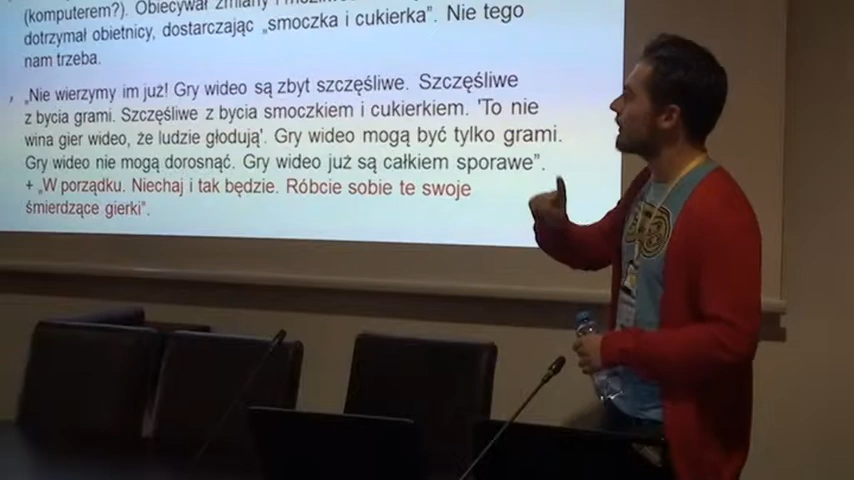 (komputerem?). Obiecywał zmiany i
dotrzymał obietnicy, dostarczając „smoczka i cukierka”. Nie tego
nam trzeba.
„Nie wierzymy im już! Gry wideo są zbyt szczęśliwe. Szczęśliwe
z bycia grami. Szczęśliwe z bycia smoczkiem i cukierkiem. 'To nie
wina gier wideo, że ludzie głodują'. Gry wideo mogą być tylko grami.
Gry wideo nie mogą dorosnąć. Gry wideo już są całkiem sporawe”.
+ „W porządku. Niechaj i tak będzie. Róbcie sobie te swoje
śmierdzące gierki”.